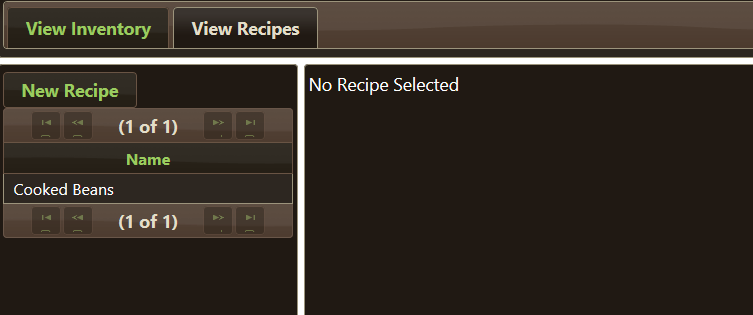 View Inventory View Recipes
New Recipe
No Recipe Selected
(1 of 1)
Name
Cooked Beans
(1 of 1)